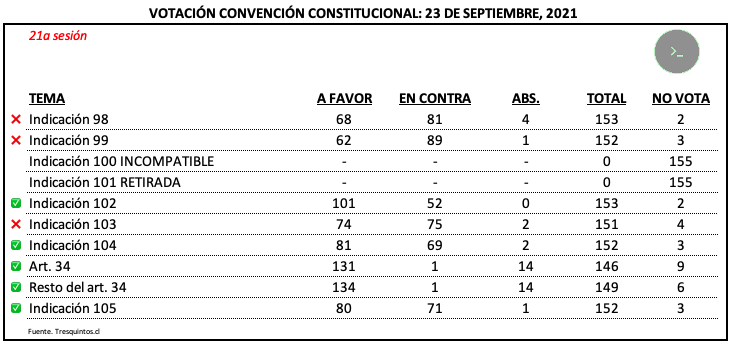 VOTACIÓN CONVENCIÓN CONSTITUCIONAL: 23 DE SEPTIEMBRE, 2021
21a sesión
>_
TEMA A FAVOR EN CONTRA ABS. TOTAL NO VOTA
❌ Indicación 98 68 81 4 153 2
❌ Indicación 99 62 89 1 152 3
Indicación 100 INCOMPATIBLE - - - 0 155
Indicación 101 RETIRADA - - - 0 155
✅ Indicación 102 101 52 0 153 2
❌ Indicación 103 74 75 2 151 4
✅ Indicación 104 81 69 2 152 3
✅ Art. 34 131 1 14 146 9
✅ Resto del art. 34 134 1 14 149 6
✅ Indicación 105 80 71 1 152 3
Fuente. Tresquintos.cl